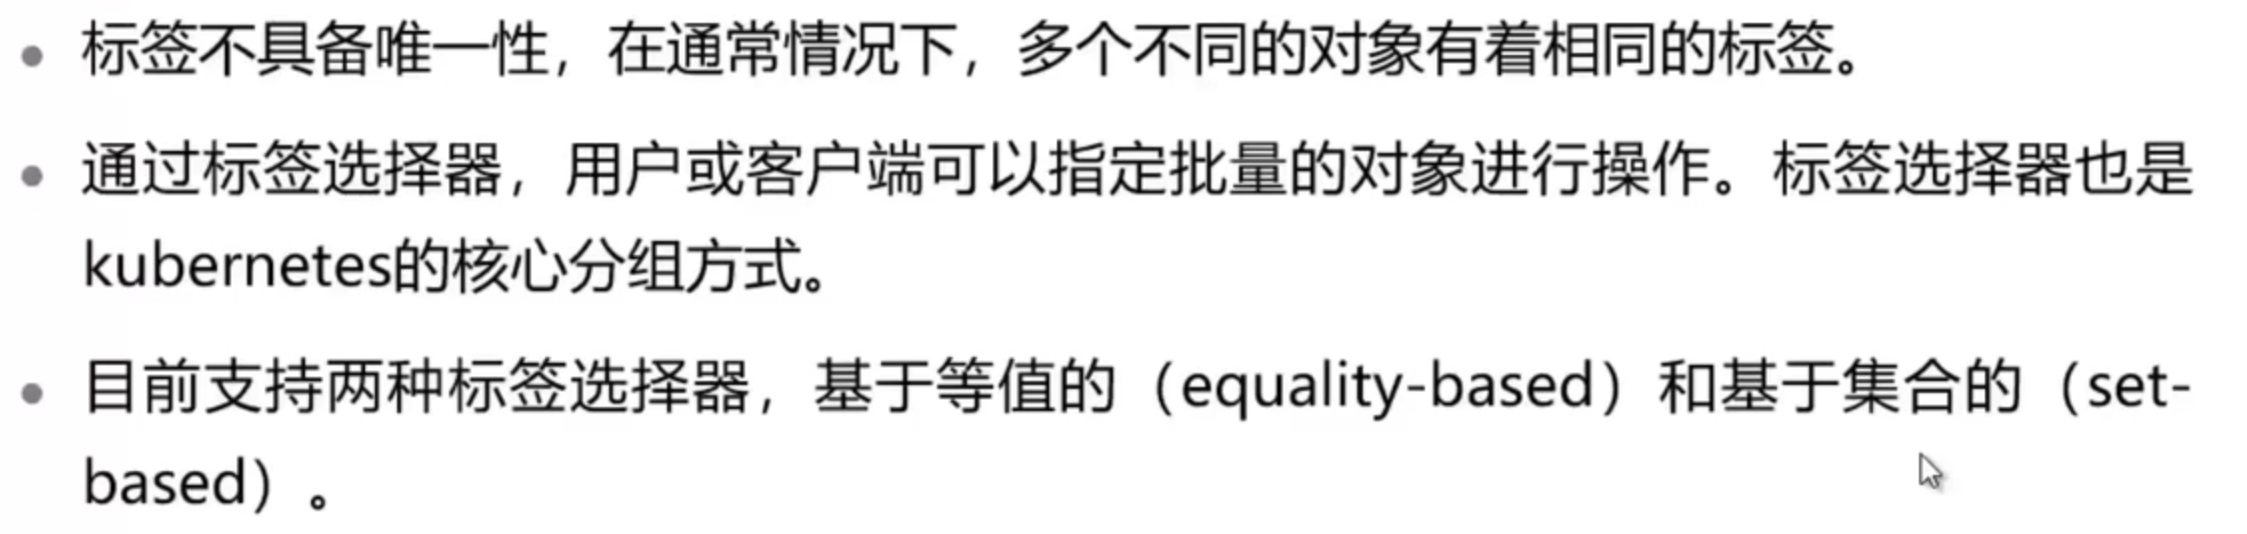 标签不具备唯一性，在通常情况下，多个不同的对象有着相同的标签。
通过标签选择器，用户或客户端可以指定批量的对象进行操作。标签选择器也是
kubernetes的核心分组方式。
目前支持两种标签选择器，基于等值的（equality-based）和基于集合的（set-
based）。